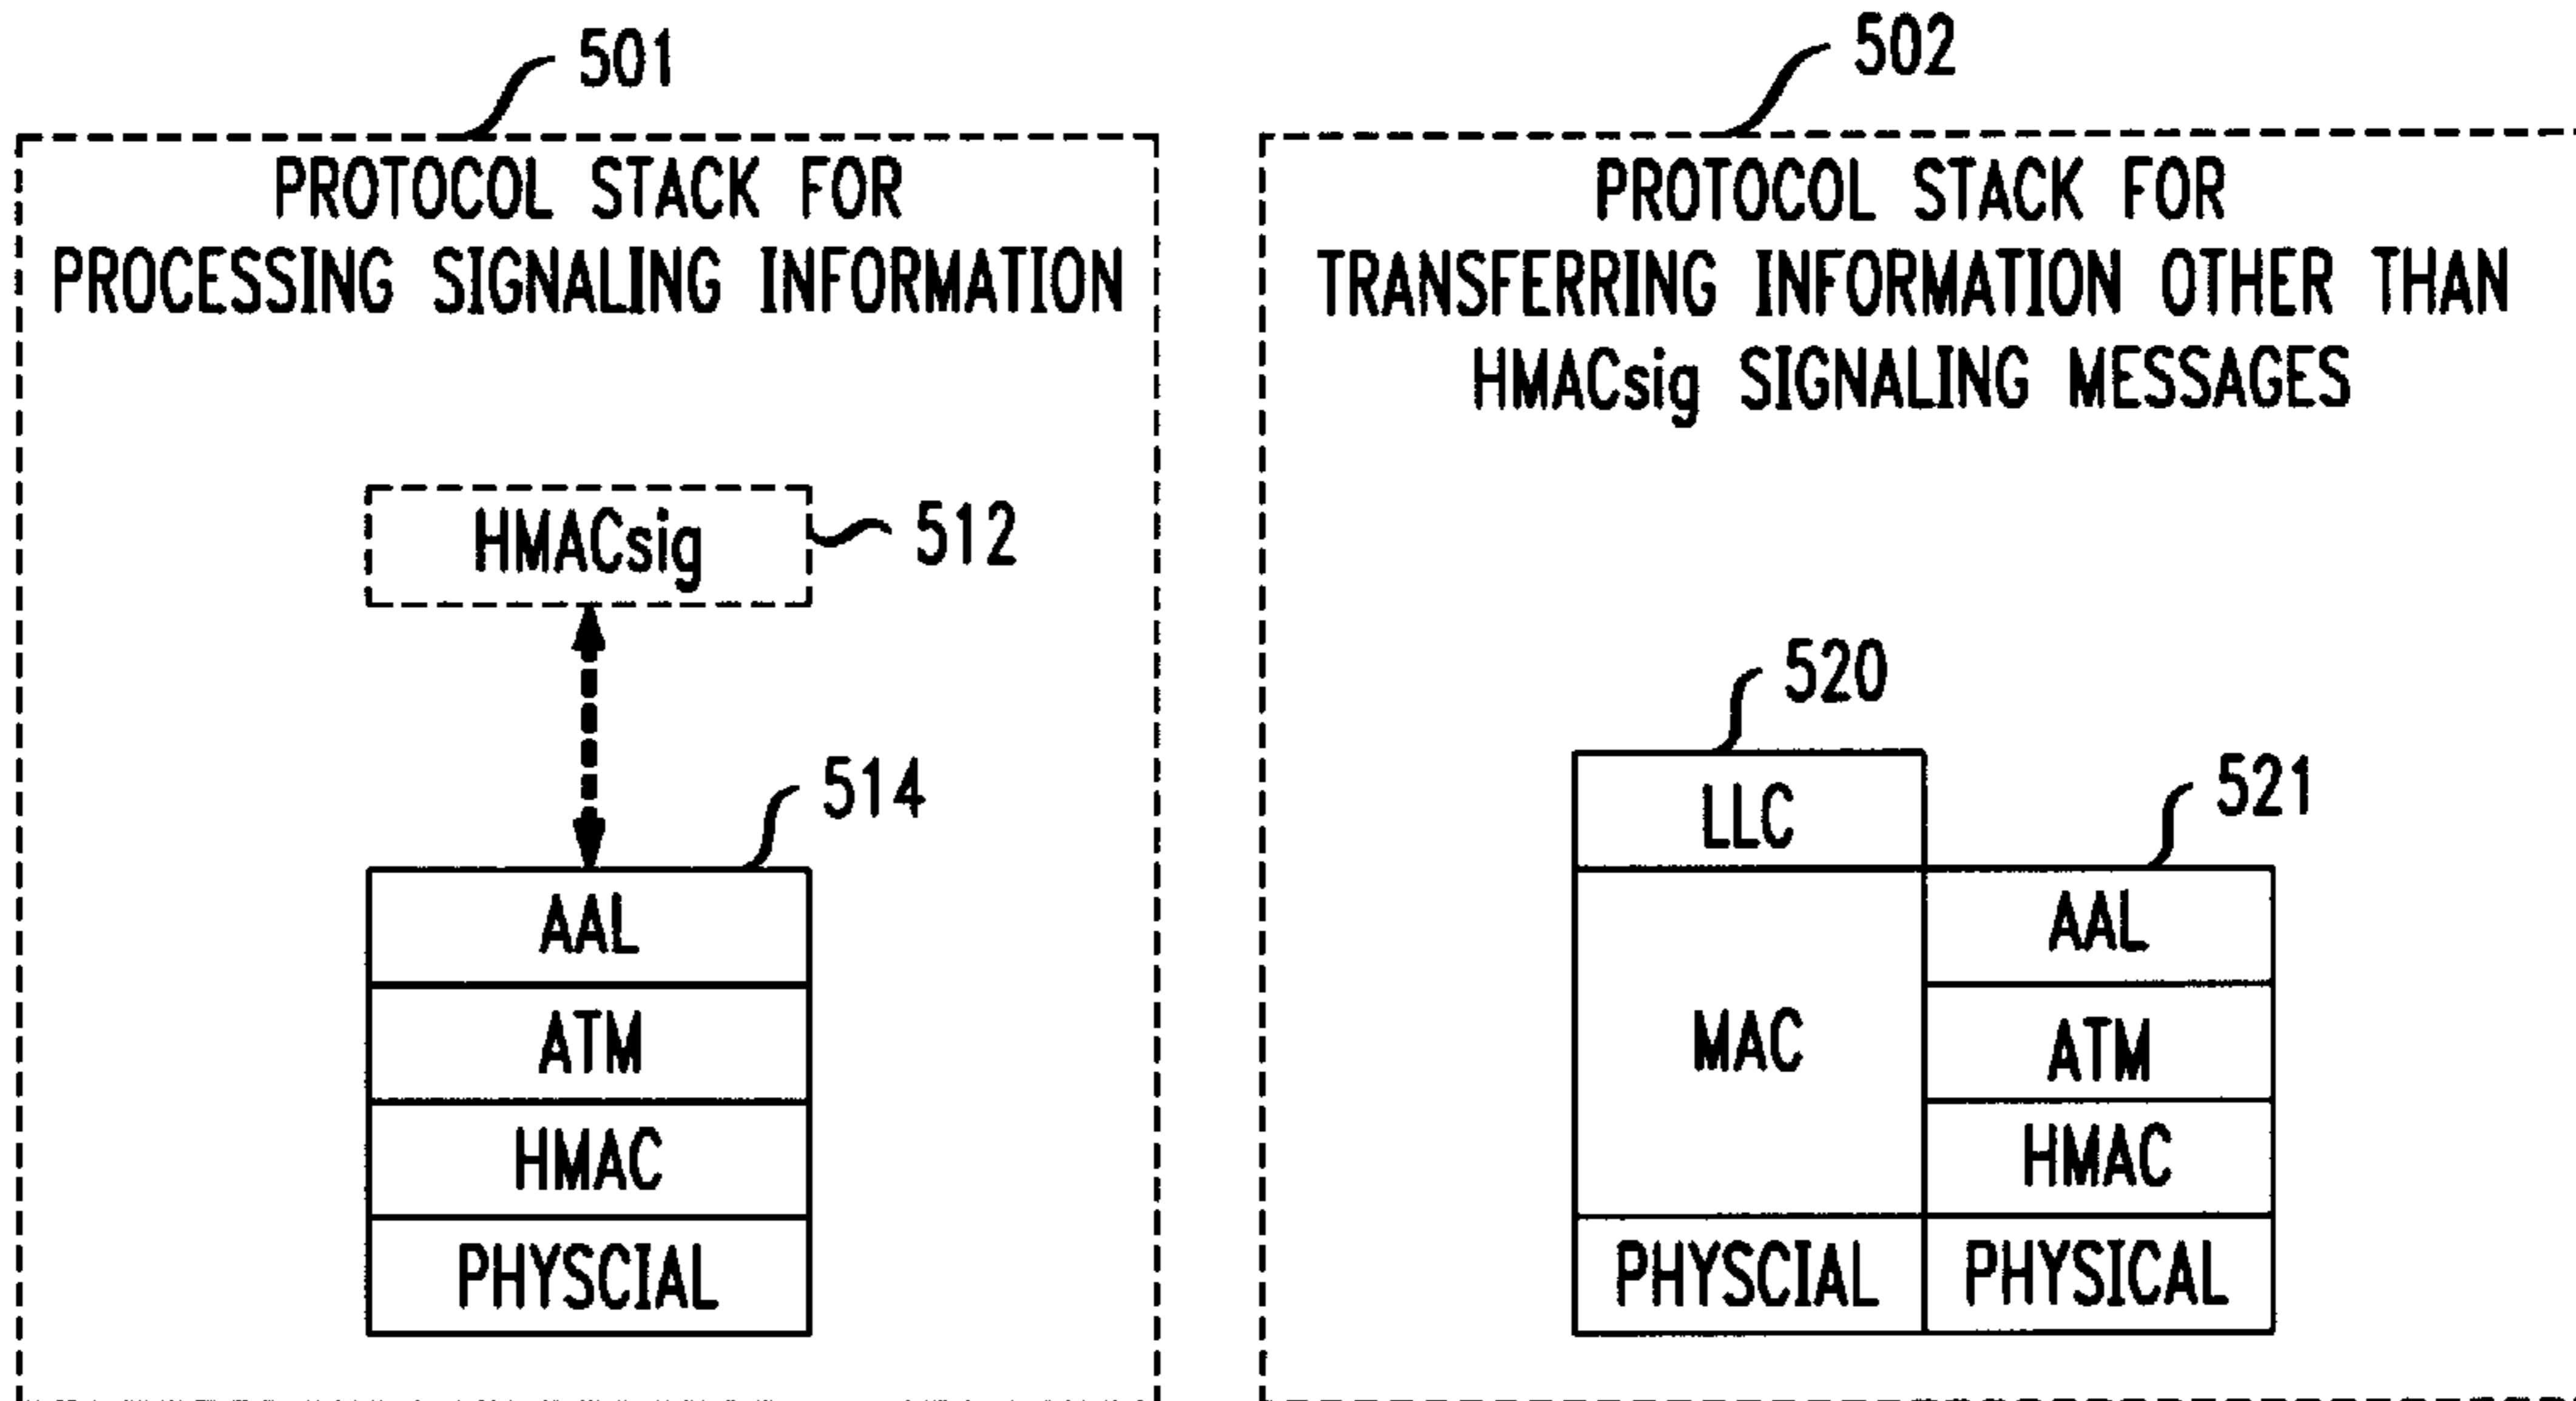 501
PROTOCOL STACK FOR
PROCESSING SIGNALING INFORMATION
HMACsig
512
514
AAL
ATM
HMAC
PHYSCIAL
502
PROTOCOL STACK FOR
TRANSFERRING INFORMATION OTHER THAN
HMACsig SIGNALING MESSAGES
520
LLC
MAC
PHYSCIAL
521
AAL
ATM
HMAC
PHYSICAL